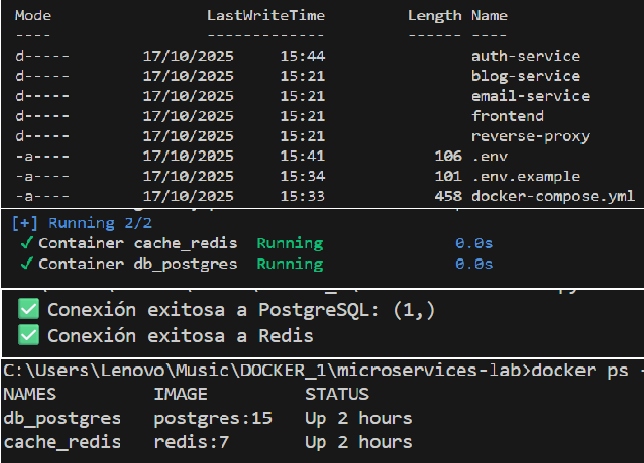 Mode LastWriteTime Length Name
---- ------------- ------ ----
d----- 17/10/2025 15:44 auth-service
d----- 17/10/2025 15:21 blog-service
d----- 17/10/2025 15:21 email-service
d----- 17/10/2025 15:21 frontend
d----- 17/10/2025 15:21 reverse-proxy
-a---- 17/10/2025 15:41 106 .env
-a---- 17/10/2025 15:34 101 .env.example
-a---- 17/10/2025 15:33 458 docker-compose.yml
[+] Running 2/2
✓ Container cache_redis Running 0.0s
✓ Container db_postgres Running 0.0s
✅ Conexión exitosa a PostgreSQL: (1,)
✅ Conexión exitosa a Redis
C:\Users\Lenovo\Music\DOCKER_1\microservices-lab>docker ps -
NAMES IMAGE STATUS
db_postgres postgres:15 Up 2 hours
cache_redis redis:7 Up 2 hours